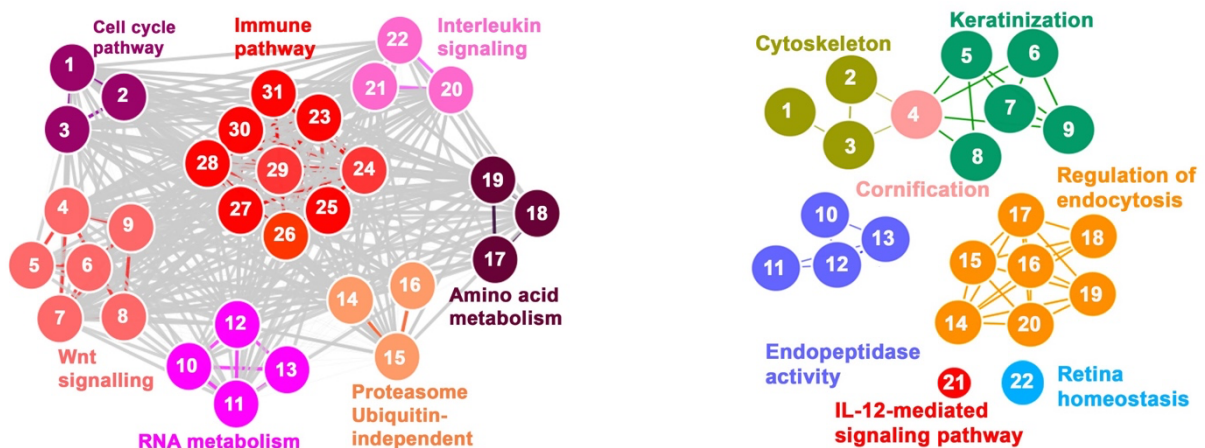 Cell cycle
pathway
1
2
3
Immune
pathway
31
23
30
28
29
24
27
25
26
Interleukin
signaling
22
21
20
19
18
17
Amino acid
metabolism
4
9
5
6
7
8
Wnt
signalling
12
10
13
11
RNA metabolism
14
16
15
Proteasome
Ubiquitin-
independent
Cytoskeleton
2
1
3
4
Cornification
Keratinization
5
6
7
9
8
Regulation of
endocytosis
17
18
15
16
19
14
20
10
13
11
12
Endopeptidase
activity
21
IL-12-mediated
signaling pathway
22
Retina
homeostasis